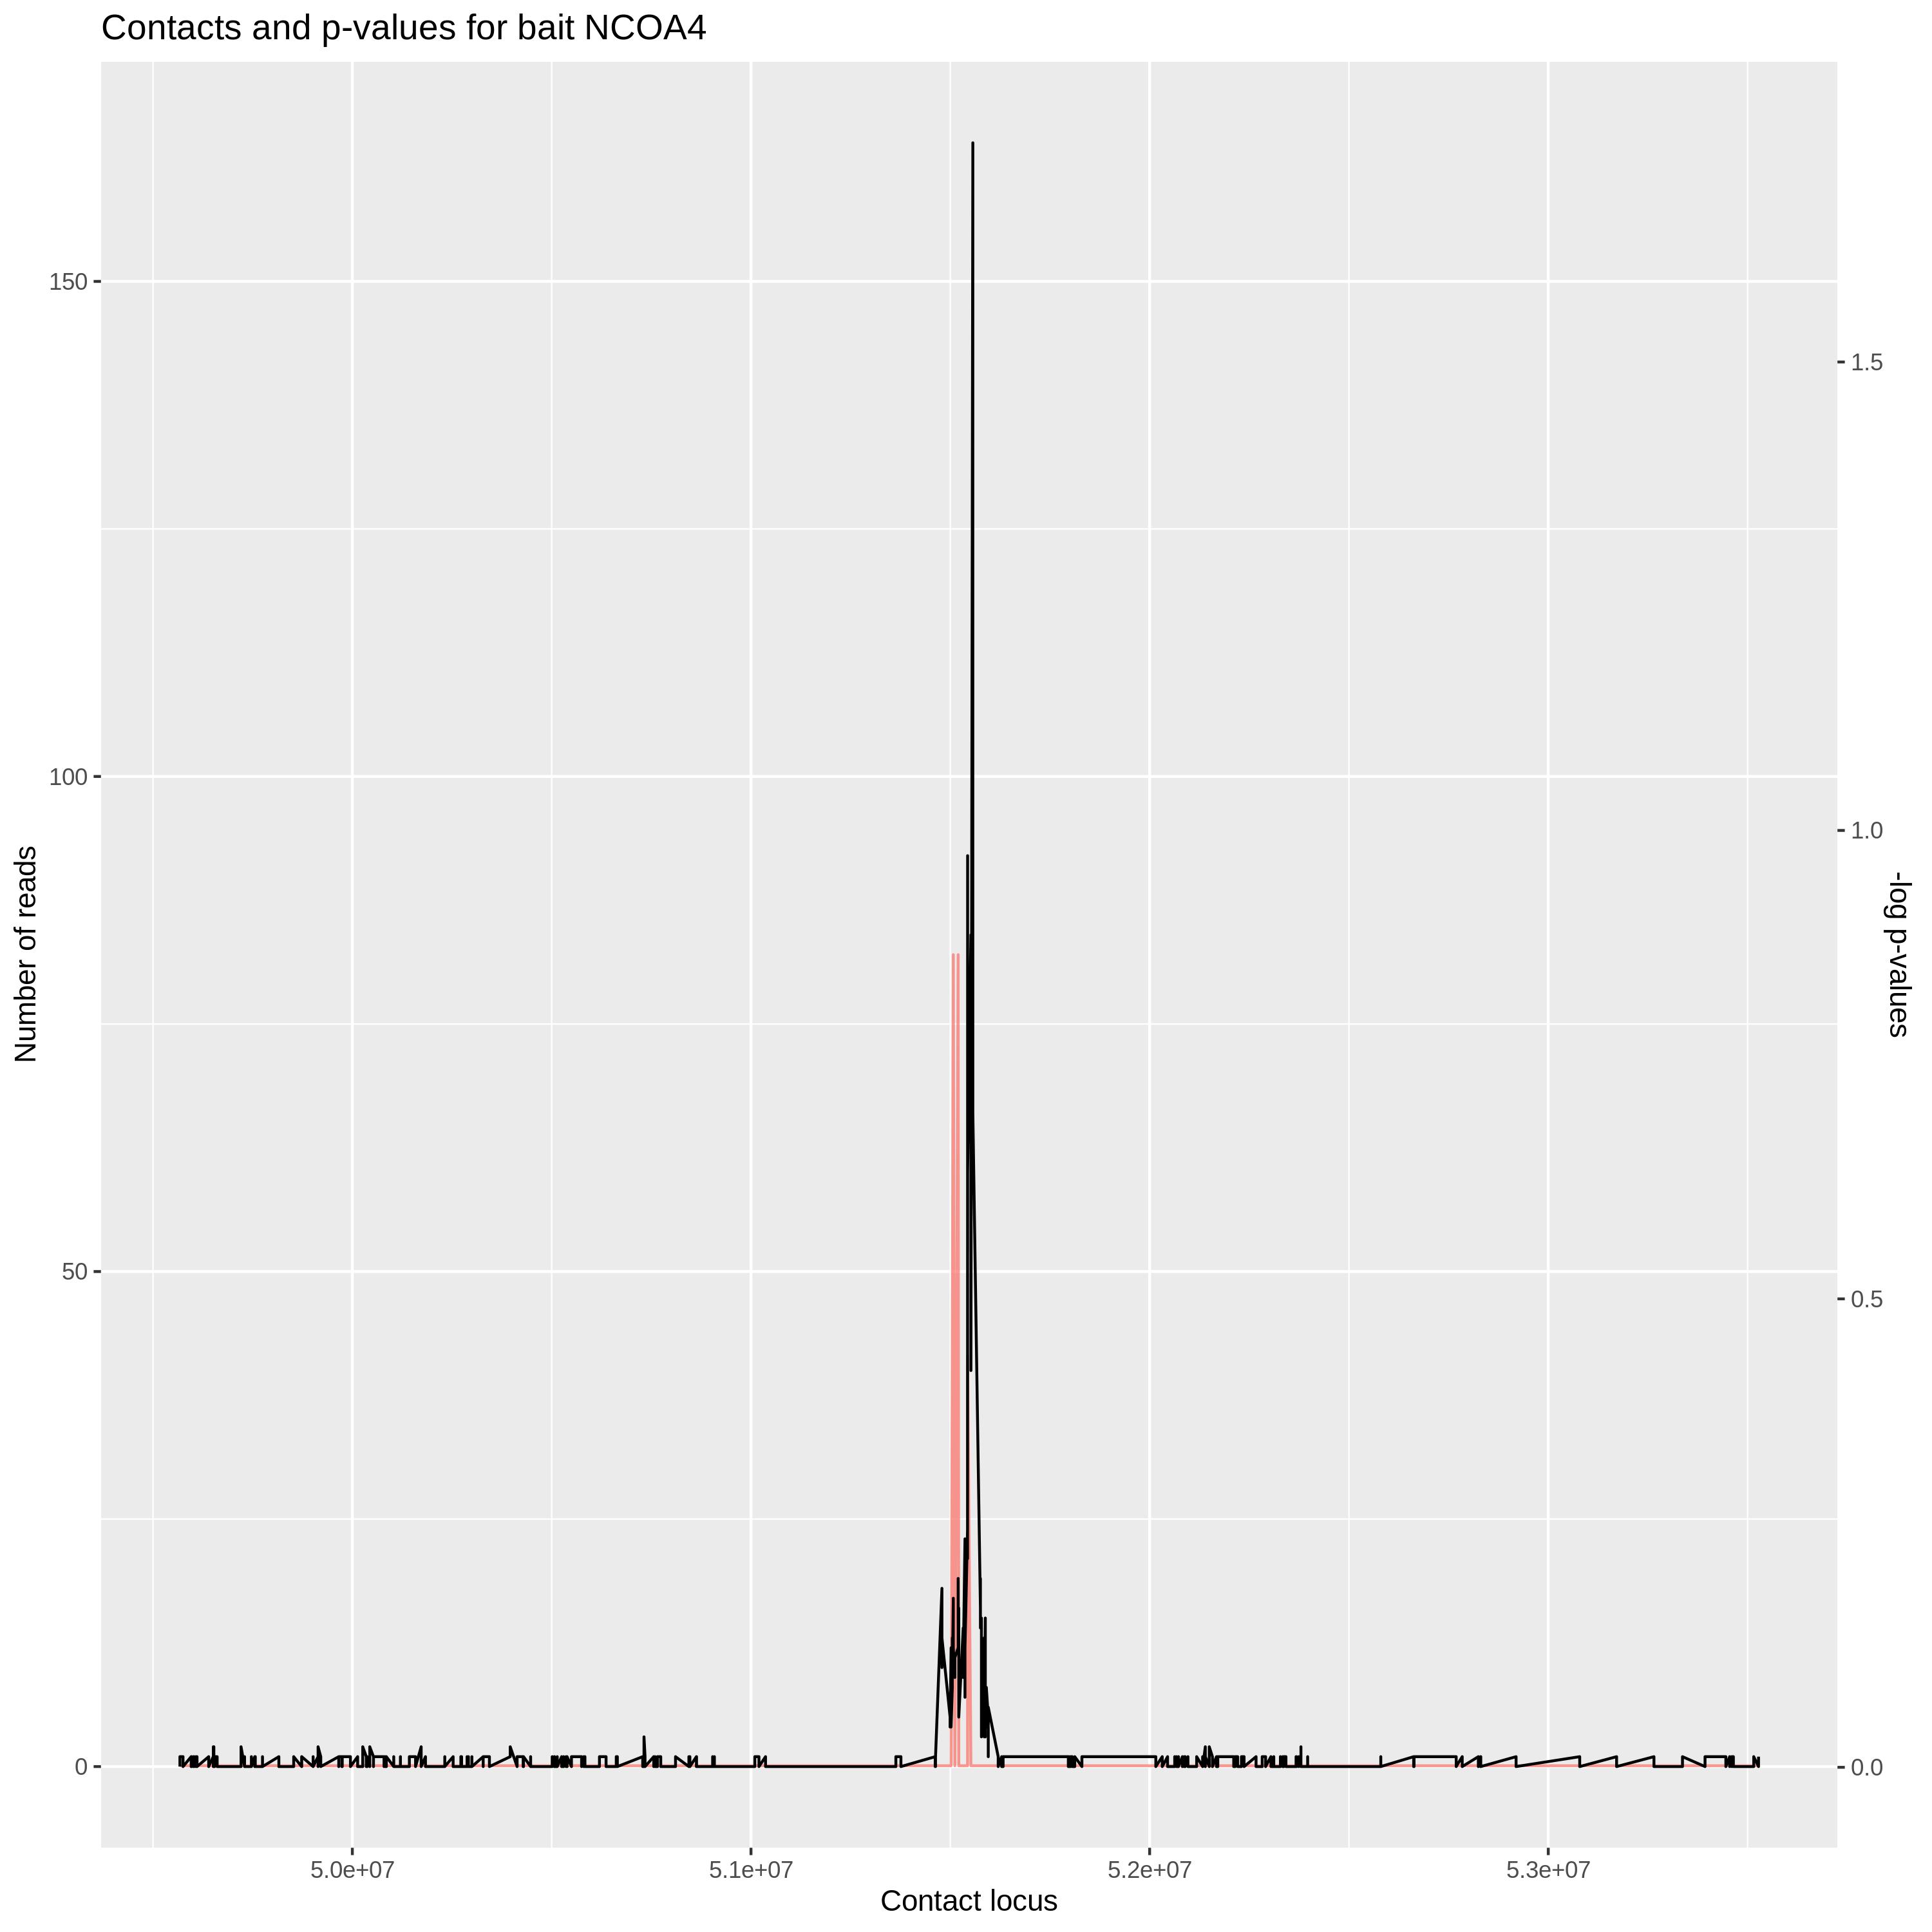 Contacts and p-values for bait NCOA4
Number of reads
150
100
50
0
1.5
1.0
0.5
0.0
-log p-values
5.0e+07
5.1e+07
5.2e+07
5.3e+07
Contact locus